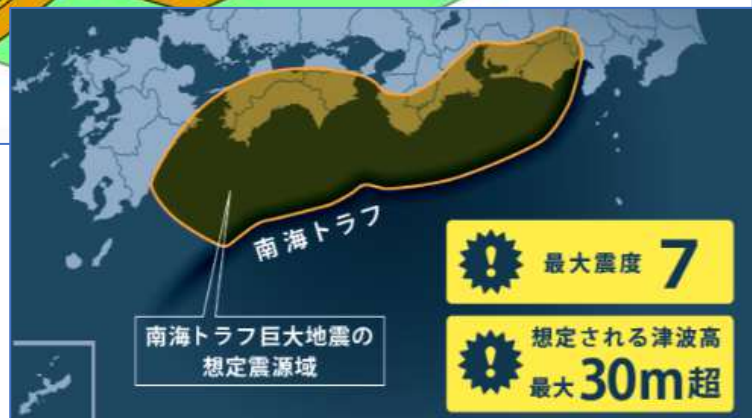 南海トラフ
南海トラフ巨大地震の
想定震源域
最大震度 7
想定される津波高
最大30m超